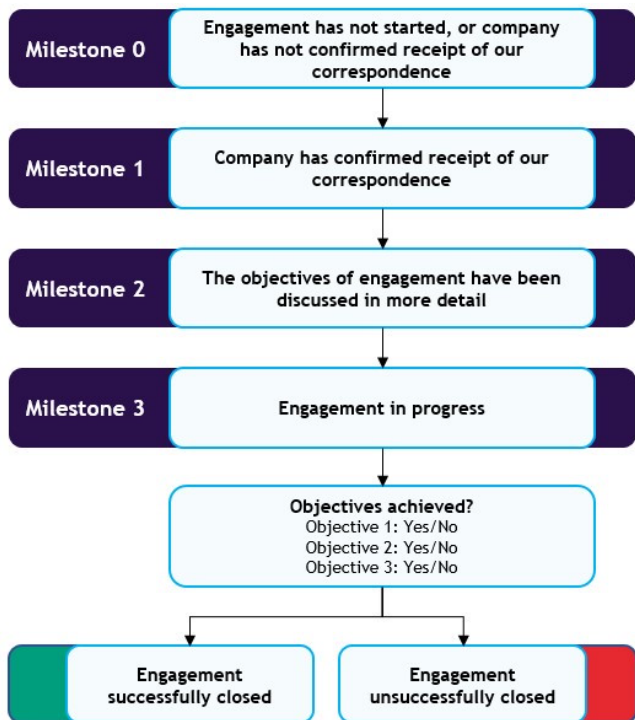 Milestone 0
Engagement has not started, or company
has not confirmed receipt of our
correspondence
Milestone 1
Company has confirmed receipt of our
correspondence
Milestone 2
The objectives of engagement have been
discussed in more detail
Milestone 3
Engagement in progress
Objectives achieved?
Objective 1: Yes/No
Objective 2: Yes/No
Objective 3: Yes/No
Engagement
successfully closed
Engagement
unsuccessfully closed